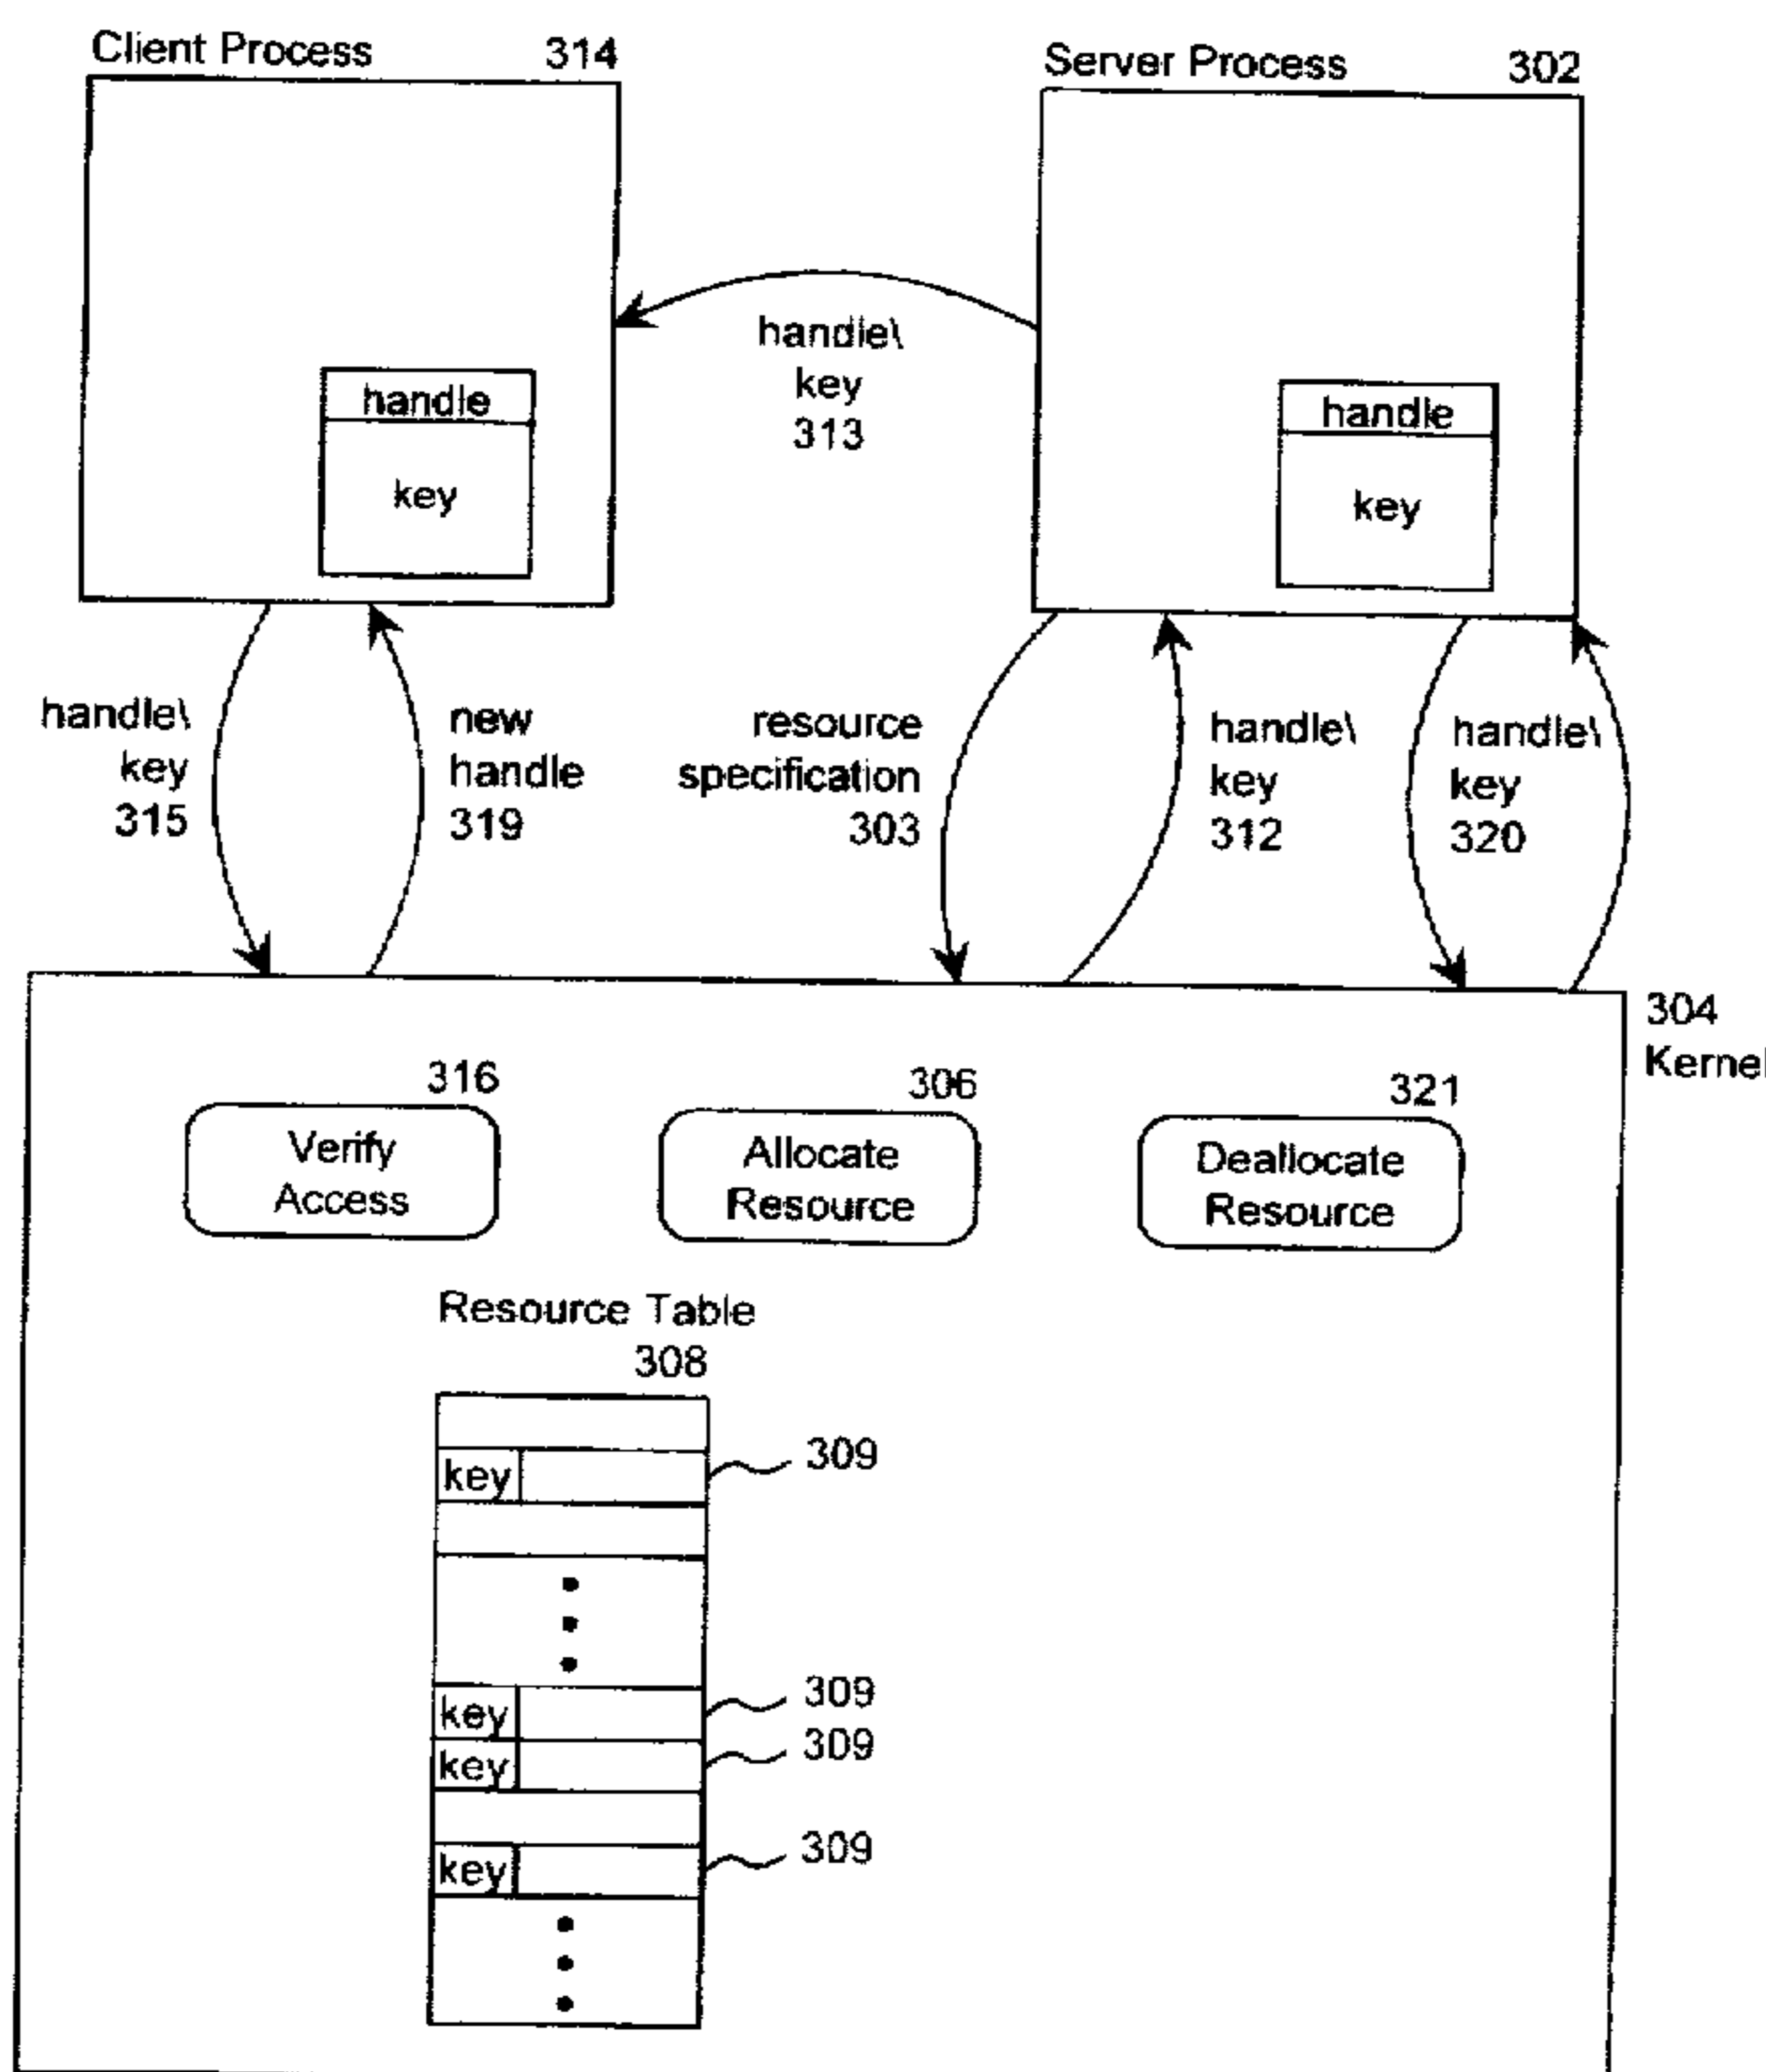 Client Process 314
Server Process 302
handle\
key
313
handle
key
handle
key
handle\
key
315
new
handle
319
resource
specification
303
handle\
key
312
handle\
key
320
304
Kernel
316
Verify
Access
306
Allocate
Resource
321
Deallocate
Resource
Resource Table
308
key
309
key
309
key
309
key
309